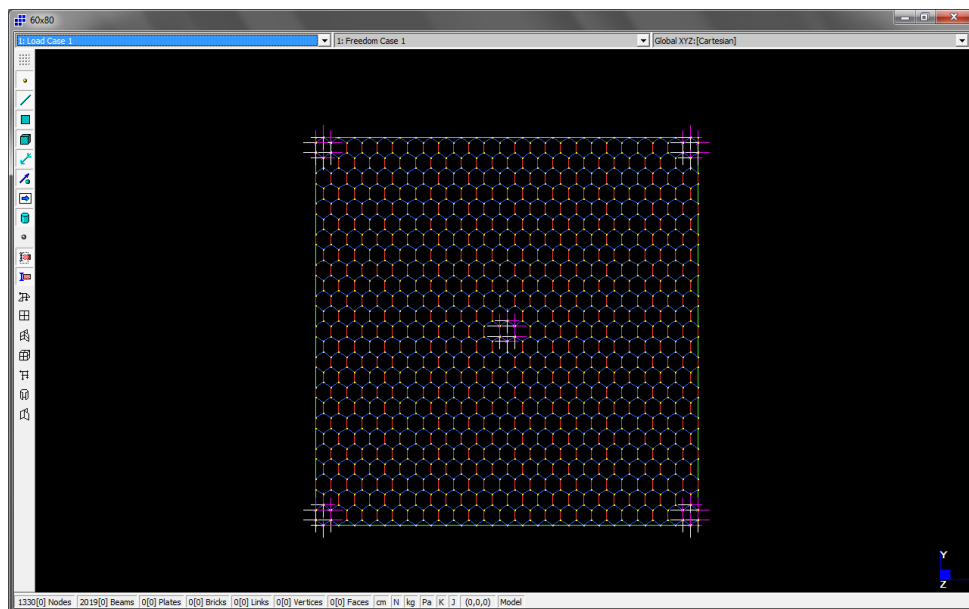 60x80
1: Load Case 1 1: Freedom Case 1 Global XYZ:[Cartesian]
Y
Z
1330[0] Nodes 2019[0] Beams 0[0] Plates 0[0] Bricks 0[0] Links 0[0] Vertices 0[0] Faces cm N kg Pa K J (0,0,0) Model